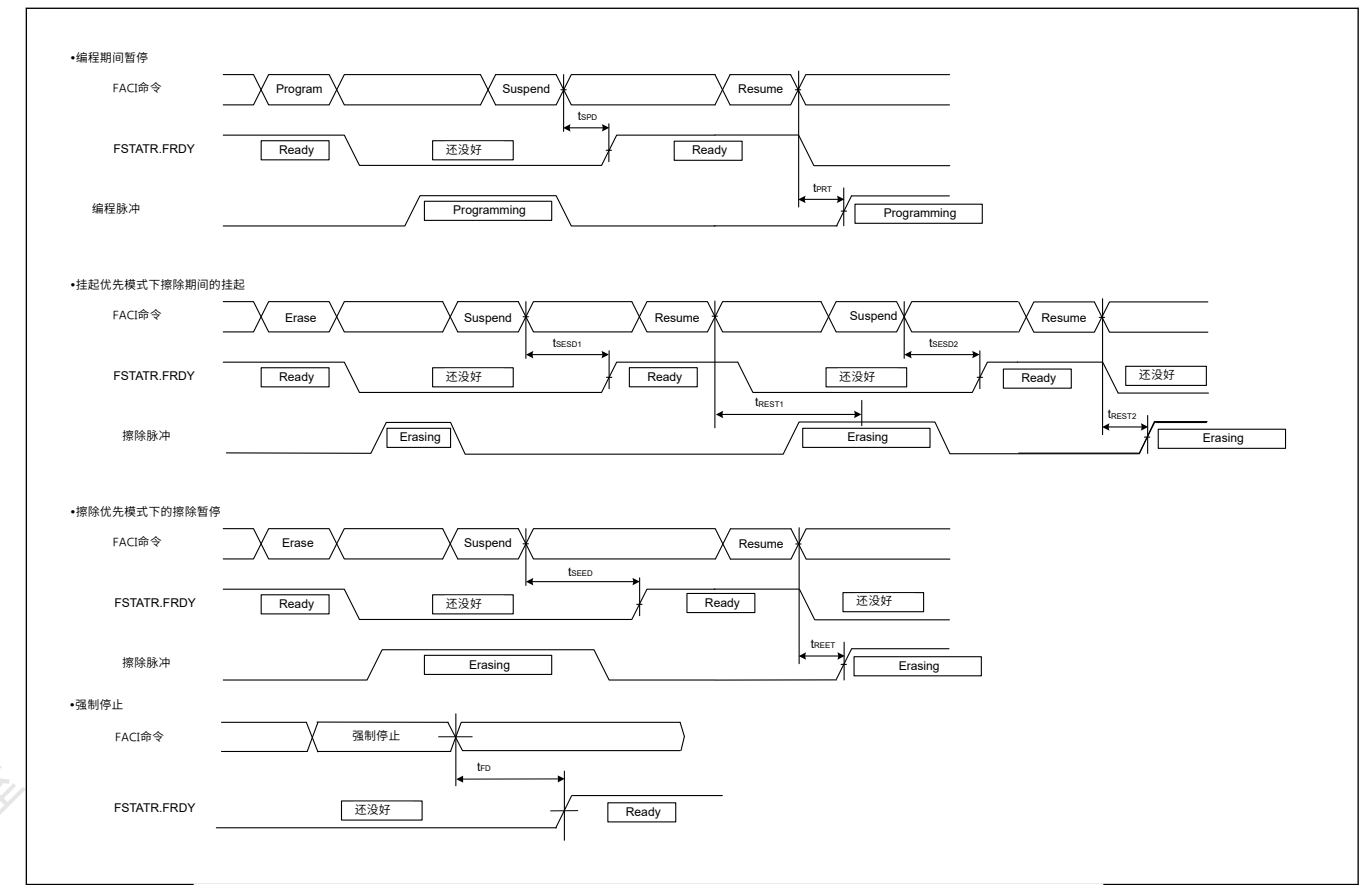 •编程期间暂停
FACI命令 Program Suspend Resume
tSPD
FSTATR.FRDY Ready 还没好 Ready
tPRT
编程脉冲 Programming Programming
•挂起优先模式下擦除期间的挂起
FACI命令 Erase Suspend Resume Suspend Resume
tSESD1 tSESD2
FSTATR.FRDY Ready 还没好 Ready 还没好 Ready 还没好
tREST1 tREST2
擦除脉冲 Erasing Erasing Erasing
•擦除优先模式下的擦除暂停
FACI命令 Erase Suspend Resume
tSEED
FSTATR.FRDY Ready 还没好 Ready 还没好
tREET
擦除脉冲 Erasing Erasing
•强制停止
FACI命令 强制停止
tFD
FSTATR.FRDY 还没好 Ready